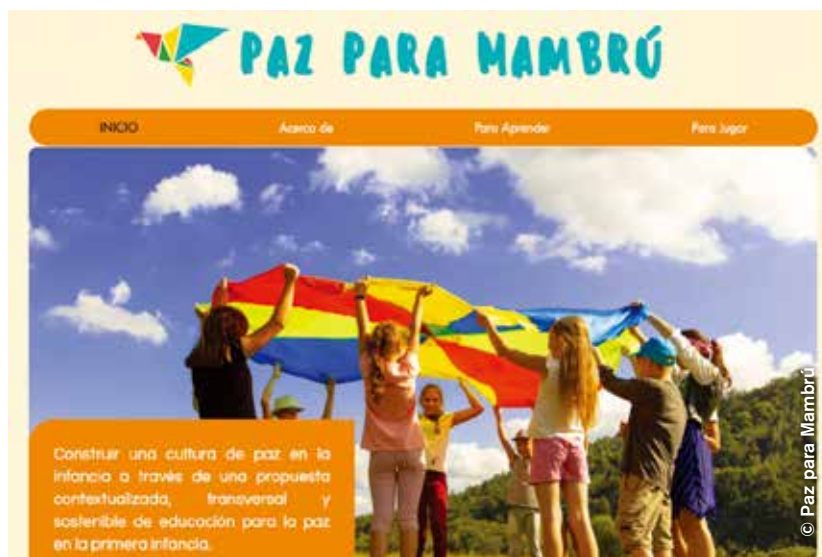 PAZ PARA MAMBRÚ
INICIO
Acerca de
Para Aprender
Para Jugar
Construir una cultura de paz en la
infancia a través de una propuesta
contextualizada, transversal y
sostenible de educación para la paz
en la primera infancia.
© Paz para Mambrú